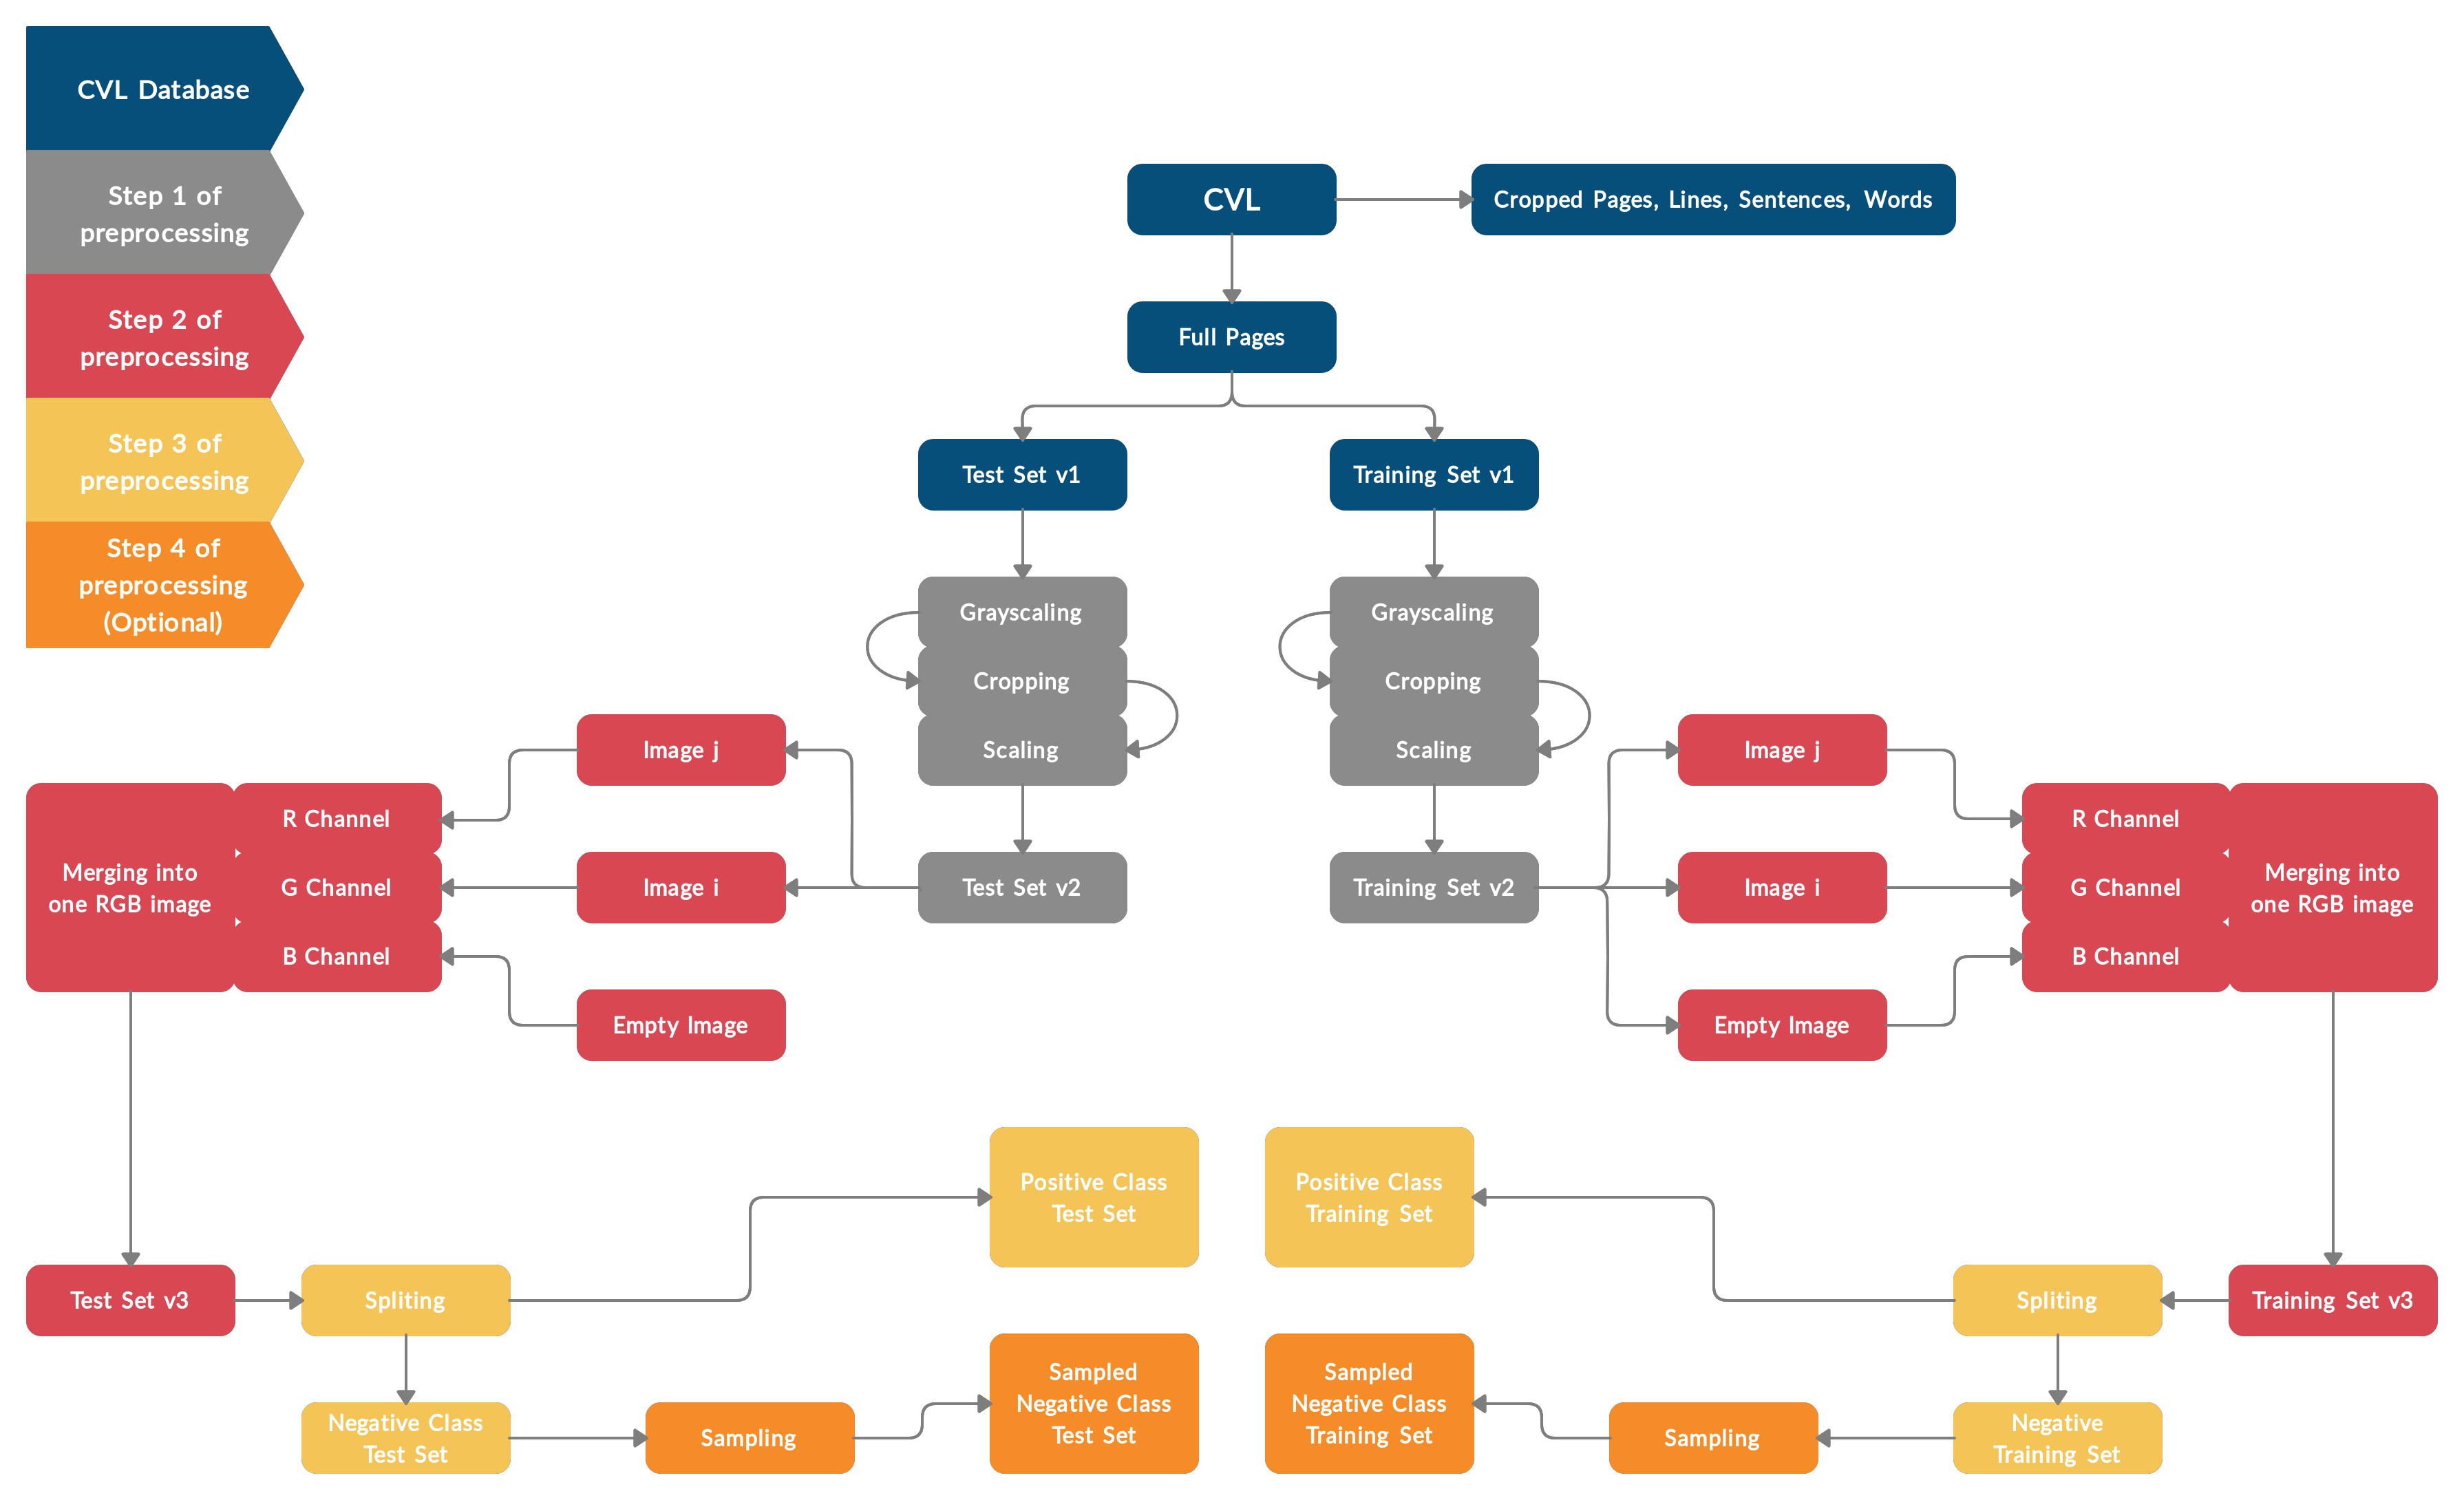 CVL Database
Step 1 of
preprocessing
Step 2 of
preprocessing
Step 3 of
preprocessing
Step 4 of
preprocessing
(Optional)
CVL
Cropped Pages, Lines, Sentences, Words
Full Pages
Test Set v1
Training Set v1
Grayscaling
Cropping
Scaling
Grayscaling
Cropping
Scaling
Test Set v2
Training Set v2
Image j
Image i
Empty Image
R Channel
G Channel
B Channel
Merging into
one RGB image
Image j
Image i
Empty Image
R Channel
G Channel
B Channel
Merging into
one RGB image
Test Set v3
Spliting
Positive Class
Test Set
Negative Class
Test Set
Sampling
Sampled
Negative Class
Test Set
Positive Class
Training Set
Spliting
Training Set v3
Sampled
Negative Class
Training Set
Sampling
Negative
Training Set